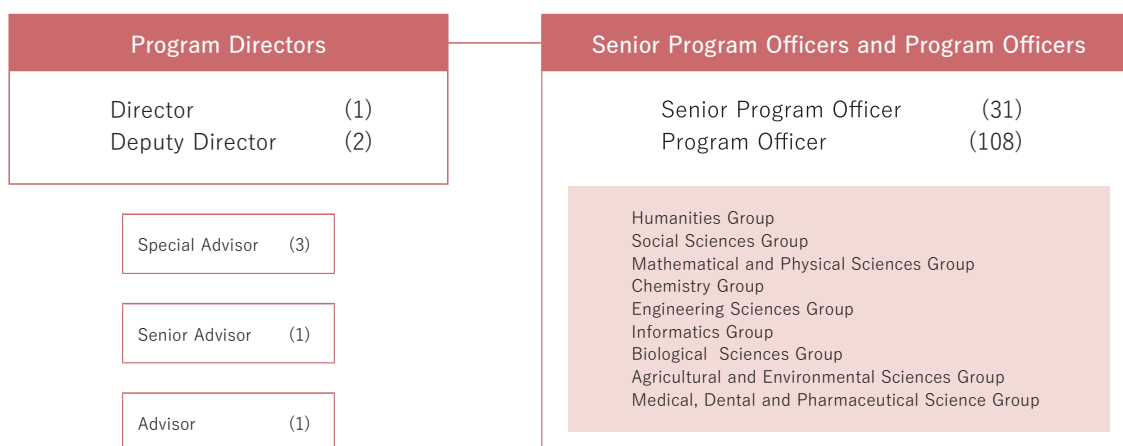 Program Directors
Director (1)
Deputy Director (2)
Special Advisor (3)
Senior Advisor (1)
Advisor (1)
Senior Program Officers and Program Officers
Senior Program Officer (31)
Program Officer (108)
Humanities Group
Social Sciences Group
Mathematical and Physical Sciences Group
Chemistry Group
Engineering Sciences Group
Informatics Group
Biological Sciences Group
Agricultural and Environmental Sciences Group
Medical, Dental and Pharmaceutical Science Group